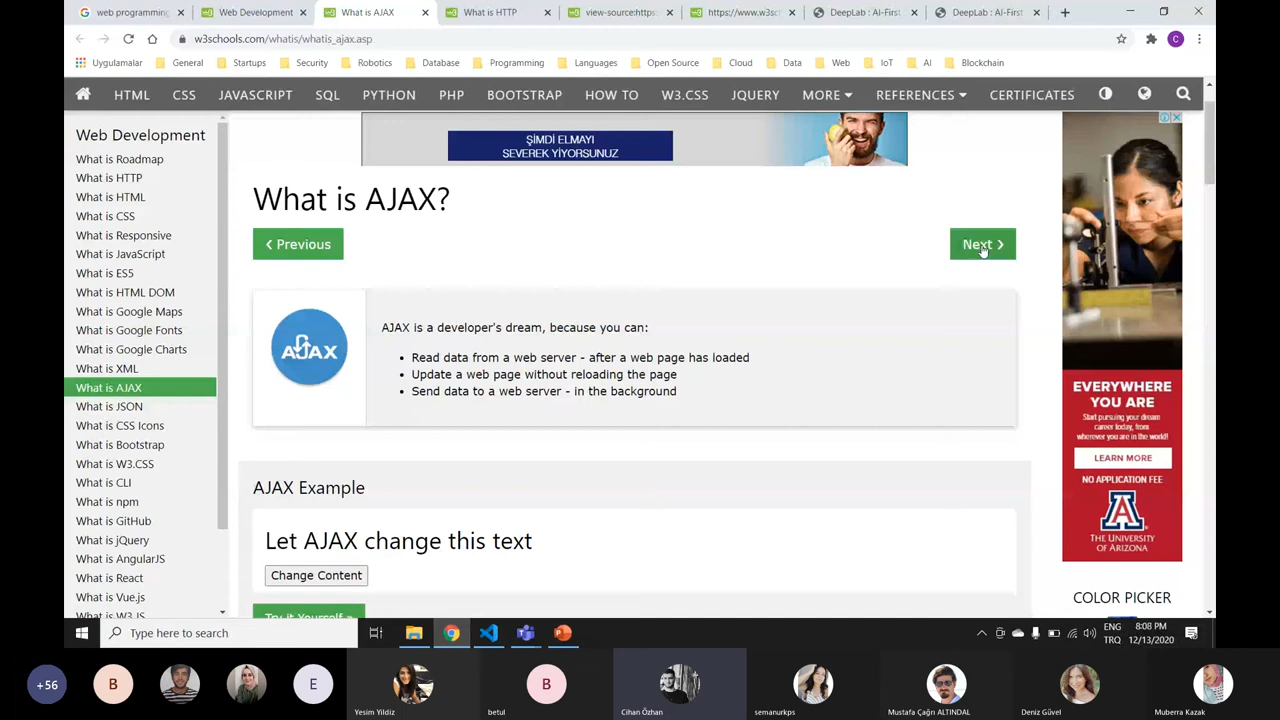 web programming
Web Development
What is AJAX
What is HTTP
view-source:https:
https://www.w3sc
DeepLab : AI-First
DeepLab : AI-First
w3schools.com/whatis/whatis_ajax.asp
C
Uygulamalar
General
Startups
Security
Robotics
Database
Programming
Languages
Open Source
Cloud
Data
Web
IoT
AI
Blockchain
HTML CSS JAVASCRIPT SQL PYTHON PHP BOOTSTRAP HOW TO W3.CSS JQUERY MORE REFERENCES CERTIFICATES
Web Development
What is Roadmap
What is HTTP
What is HTML
What is CSS
What is Responsive
What is JavaScript
What is ES5
What is HTML DOM
What is Google Maps
What is Google Fonts
What is Google Charts
What is XML
What is AJAX
What is JSON
What is CSS Icons
What is Bootstrap
What is W3.CSS
What is CLI
What is npm
What is GitHub
What is jQuery
What is AngularJS
What is React
What is Vue.js
What is W3.JS
ŞİMDİ ELMAYI
SEVEREK YİYORSUNUZ
What is AJAX?
❮ Previous
Next ❯
AJAX
AJAX is a developer's dream, because you can:
• Read data from a web server - after a web page has loaded
• Update a web page without reloading the page
• Send data to a web server - in the background
AJAX Example
Let AJAX change this text
Change Content
Try it Yourself »
EVERYWHERE
YOU ARE
Start pursuing your dream
career today, from
wherever you are in the world!
LEARN MORE
NO APPLICATION FEE
A
THE UNIVERSITY
OF ARIZONA
COLOR PICKER
Type here to search
ENG
TRQ
8:08 PM
12/13/2020
+56
B
E
Yesim Yildiz
B
betul
Cihan Özhan
semanurkps
Mustafa Çağrı ALTINDAL
Deniz Güvel
Muberra Kazak